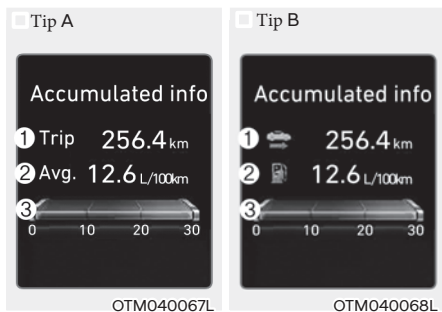 Tip A
Accumulated info
1 Trip 256.4 km
2 Avg. 12.6 L/100km
3
0 10 20 30
OTM040067L
Tip B
Accumulated info
1 256.4 km
2 12.6 L/100km
3
0 10 20 30
OTM040068L